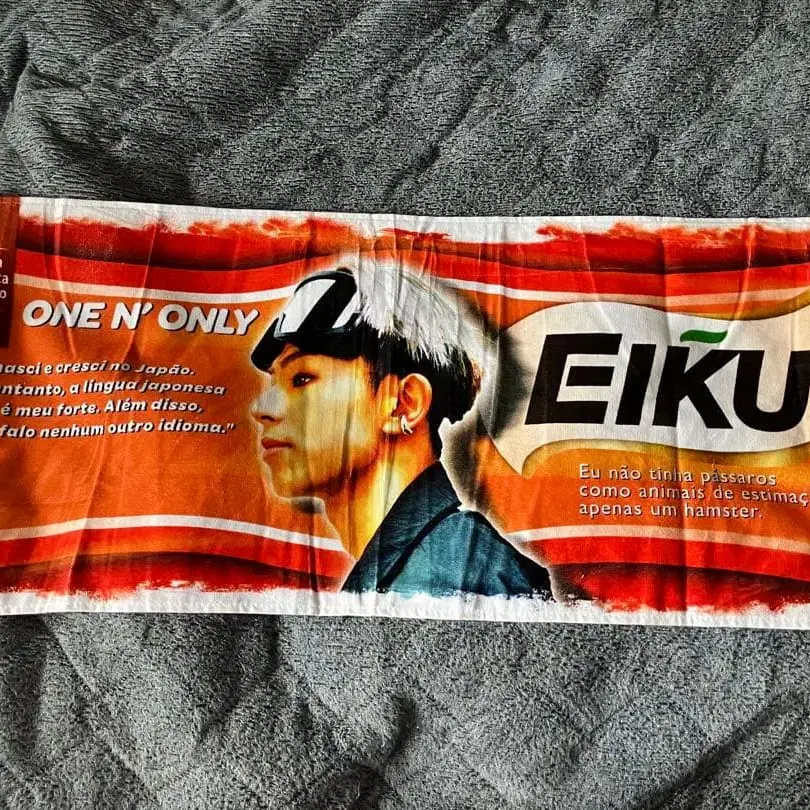 ONE N' ONLY
nasci e cresci no Japão.
ntanto, a língua japonesa
é meu forte. Além disso,
falo nenhum outro idioma."
EIKU
Eu não tinha pássaros
como animais de estimaç
apenas um hamster.